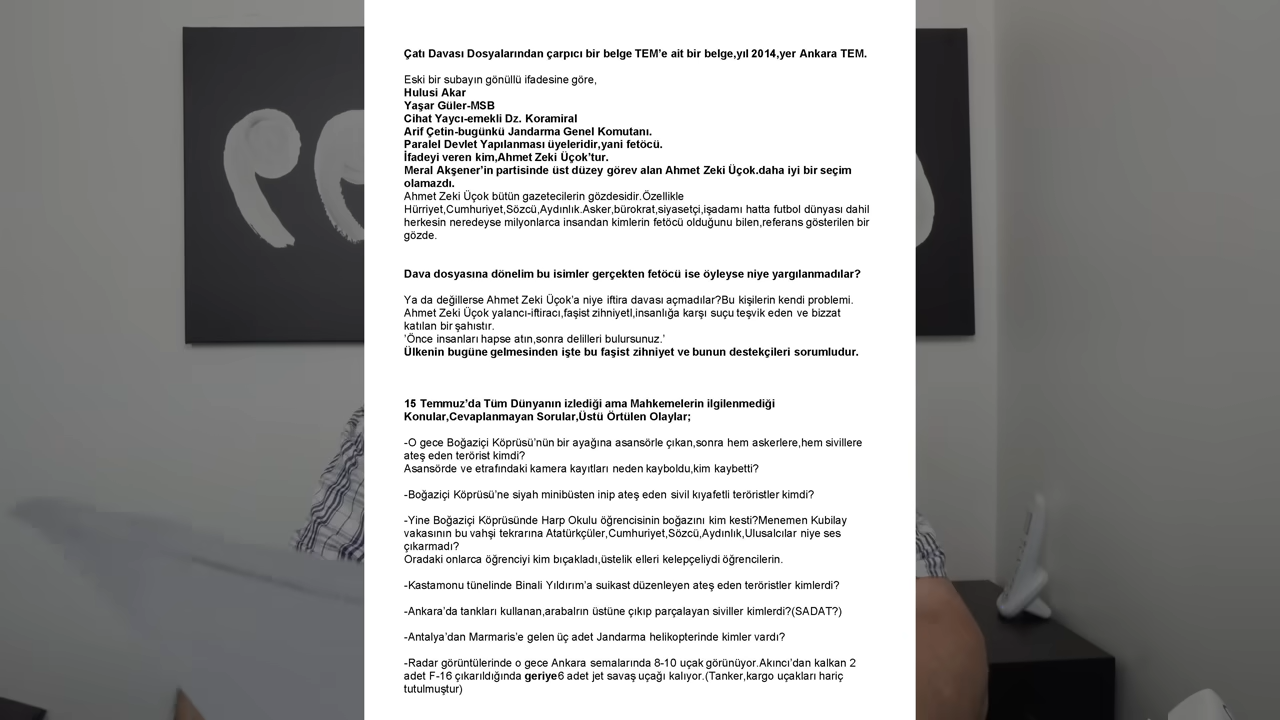 Çatı Davası Dosyalarından çarpıcı bir belge TEM'e ait bir belge,yıl 2014,yer Ankara TEM.
Eski bir subayın gönüllü ifadesine göre,
Hulusi Akar
Yaşar Güler-MSB
Cihat Yaycı-emekli Dz. Koramiral
Arif Çetin-bugünkü Jandarma Genel Komutanı.
Paralel Devlet Yapılanması üyeleridir,yani fetöcü.
İfadeyi veren kim,Ahmet Zeki Üçok'tur.
Meral Akşener'in partisinde üst düzey görev alan Ahmet Zeki Üçok.daha iyi bir seçim
olamazdı.
Ahmet Zeki Üçok bütün gazetecilerin gözdesidir.Özellikle
Hürriyet,Cumhuriyet,Sözcü,Aydınlık.Asker,bürokrat,siyasetçi,işadamı hatta futbol dünyası dahil
herkesin neredeyse milyonlarca insandan kimlerin fetöcü olduğunu bilen,referans gösterilen bir
gözde.
Dava dosyasına dönelim bu isimler gerçekten fetöcü ise öyleyse niye yargılanmadılar?
Ya da değillerse Ahmet Zeki Üçok'a niye iftira davası açmadılar?Bu kişilerin kendi problemi.
Ahmet Zeki Üçok yalancı-iftiracı,faşist zihniyetl,insanlığa karşı suçu teşvik eden ve bizzat
katılan bir şahıstır.
'Önce insanları hapse atın,sonra delilleri bulursunuz.'
Ülkenin bugüne gelmesinden işte bu faşist zihniyet ve bunun destekçileri sorumludur.
15 Temmuz'da Tüm Dünyanın izlediği ama Mahkemelerin ilgilenmediği
Konular,Cevaplanmayan Sorular,Üstü Örtülen Olaylar;
-O gece Boğaziçi Köprüsü'nün bir ayağına asansörle çıkan,sonra hem askerlere,hem sivillere
ateş eden terörist kimdi?
Asansörde ve etrafındaki kamera kayıtları neden kayboldu,kim kaybetti?
-Boğaziçi Köprüsü'ne siyah minibüsten inip ateş eden sivil kıyafetli teröristler kimdi?
-Yine Boğaziçi Köprüsünde Harp Okulu öğrencisinin boğazını kim kesti?Menemen Kubilay
vakasının bu vahşi tekrarına Atatürkçüler,Cumhuriyet,Sözcü,Aydınlık,Ulusalcılar niye ses
çıkarmadı?
Oradaki onlarca öğrenciyi kim bıçakladı,üstelik elleri kelepçeliydi öğrencilerin.
-Kastamonu tünelinde Binali Yıldırım'a suikast düzenleyen ateş eden teröristler kimlerdi?
-Ankara'da tankları kullanan,arabalrın üstüne çıkıp parçalayan siviller kimlerdi?(SADAT?)
-Antalya'dan Marmaris'e gelen üç adet Jandarma helikopterinde kimler vardı?
-Radar görüntülerinde o gece Ankara semalarında 8-10 uçak görünüyor.Akıncı'dan kalkan 2
adet F-16 çıkarıldığında geriye6 adet jet savaş uçağı kalıyor.(Tanker,kargo uçakları hariç
tutulmuştur)